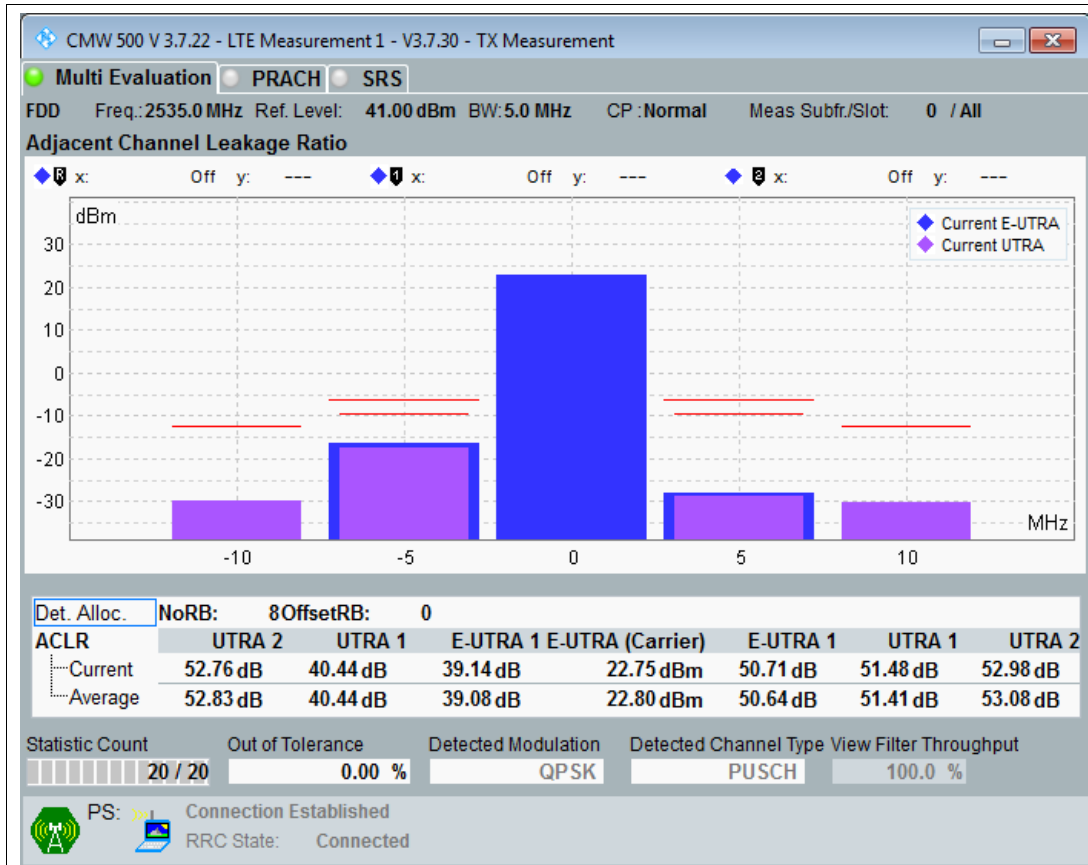 CMW 500 V 3.7.22 - LTE Measurement 1 - V3.7.30 - TX Measurement
Multi Evaluation PRACH SRS
FDD Freq.: 2535.0 MHz Ref. Level: 41.00 dBm BW: 5.0 MHz CP : Normal Meas Subfr./Slot: 0 / All
Adjacent Channel Leakage Ratio
R x: Off y: --- 1 x: Off y: --- 2 x: Off y: ---
dBm
Current E-UTRA
Current UTRA
30
20
10
0
-10
-20
-30
MHz
-10 -5 0 5 10
Det. Alloc. NoRB: 8 OffsetRB: 0
ACLR UTRA 2 UTRA 1 E-UTRA 1 E-UTRA (Carrier) E-UTRA 1 UTRA 1 UTRA 2
Current 52.76 dB 40.44 dB 39.14 dB 22.75 dBm 50.71 dB 51.48 dB 52.98 dB
Average 52.83 dB 40.44 dB 39.08 dB 22.80 dBm 50.64 dB 51.41 dB 53.08 dB
Statistic Count Out of Tolerance Detected Modulation Detected Channel Type View Filter Throughput
20 / 20 0.00 % QPSK PUSCH 100.0 %
PS: Connection Established
RRC State: Connected